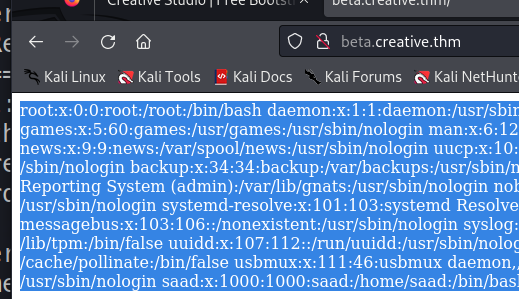 Creative Studio | Free Bootst
beta.creative.thm/
beta.creative.thm
Kali Linux Kali Tools Kali Docs Kali Forums Kali NetHunt
root:x:0:0:root:/root:/bin/bash daemon:x:1:1:daemon:/usr/sbin
games:x:5:60:games:/usr/games:/usr/sbin/nologin man:x:6:12
news:x:9:9:news:/var/spool/news:/usr/sbin/nologin uucp:x:10:
/sbin/nologin backup:x:34:34:backup:/var/backups:/usr/sbin/n
Reporting System (admin):/var/lib/gnats:/usr/sbin/nologin nob
/usr/sbin/nologin systemd-resolve:x:101:103:systemd Resolve
messagebus:x:103:106::/nonexistent:/usr/sbin/nologin syslog:
/lib/tpm:/bin/false uuidd:x:107:112::/run/uuidd:/usr/sbin/nolog
/cache/pollinate:/bin/false usbmux:x:111:46:usbmux daemon,,
/usr/sbin/nologin saad:x:1000:1000:saad:/home/saad:/bin/bas